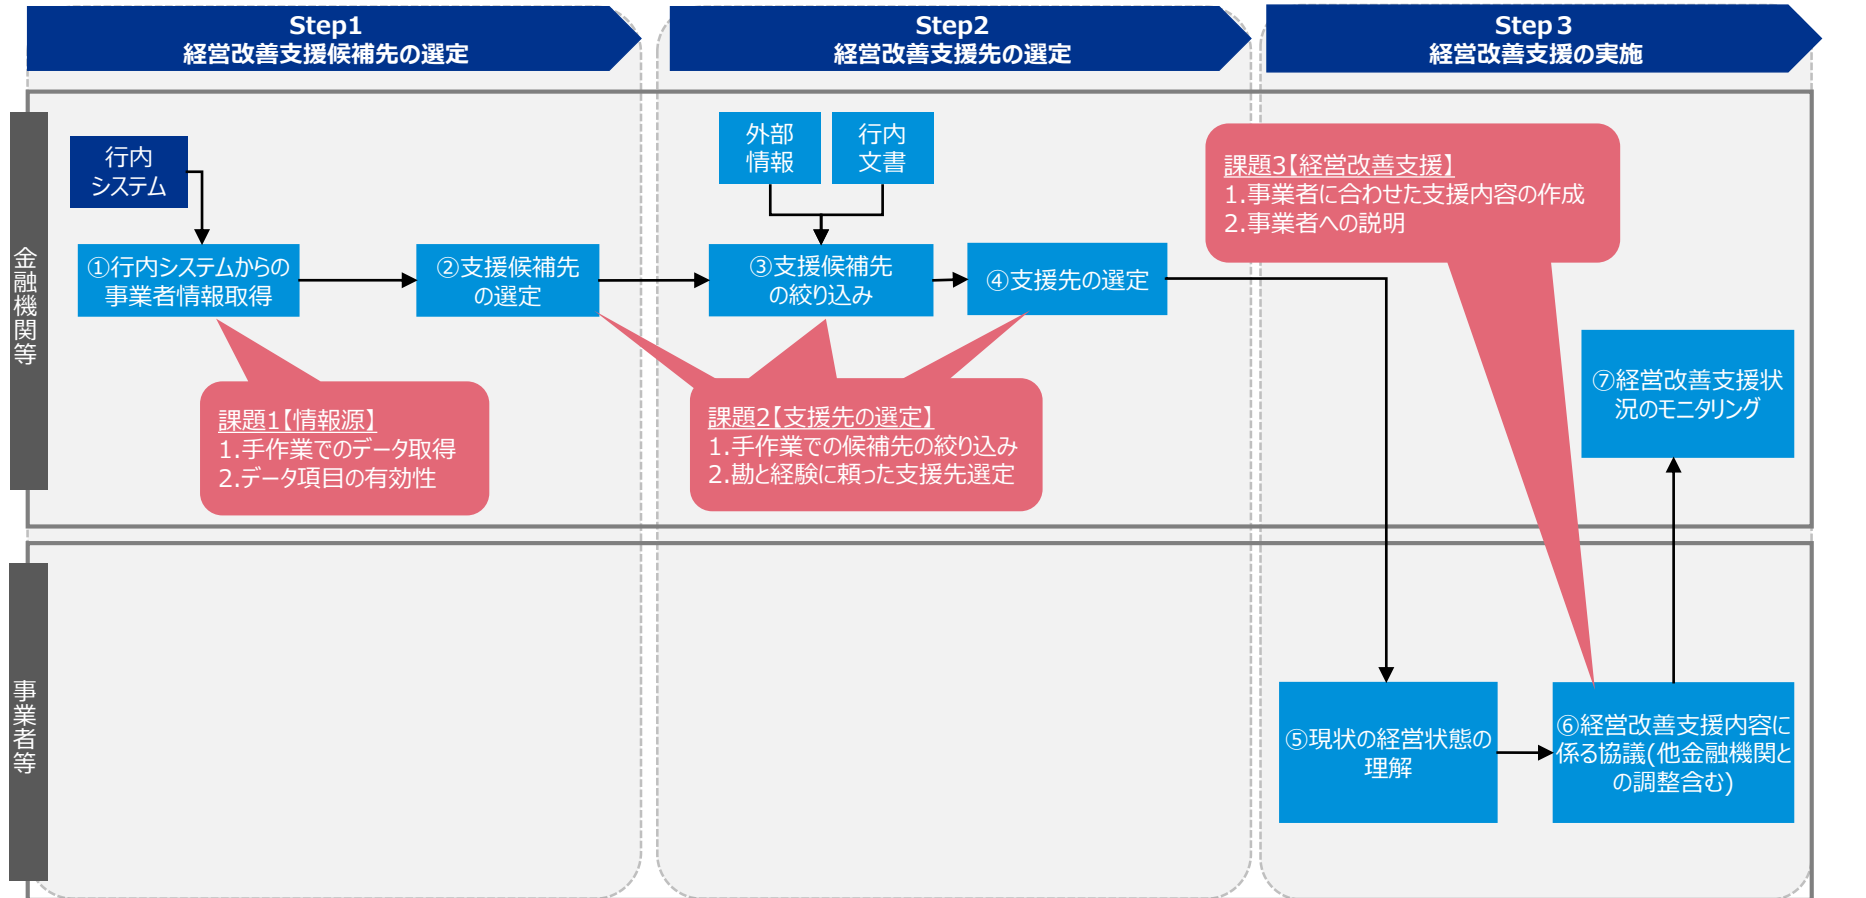 Step1
経営改善支援候補先の選定
Step2
経営改善支援先の選定
Step３
経営改善支援の実施
金融機関等
行内
システム
①行内システムからの
事業者情報取得
②支援候補先
の選定
外部
情報
行内
文書
③支援候補先
の絞り込み
④支援先の選定
課題1【情報源】
1.手作業でのデータ取得
2.データ項目の有効性
課題2【支援先の選定】
1.手作業での候補先の絞り込み
2.勘と経験に頼った支援先選定
課題3【経営改善支援】
1.事業者に合わせた支援内容の作成
2.事業者への説明
⑦経営改善支援状
況のモニタリング
事業者等
⑤現状の経営状態の
理解
⑥経営改善支援内容に
係る協議(他金融機関と
の調整含む)